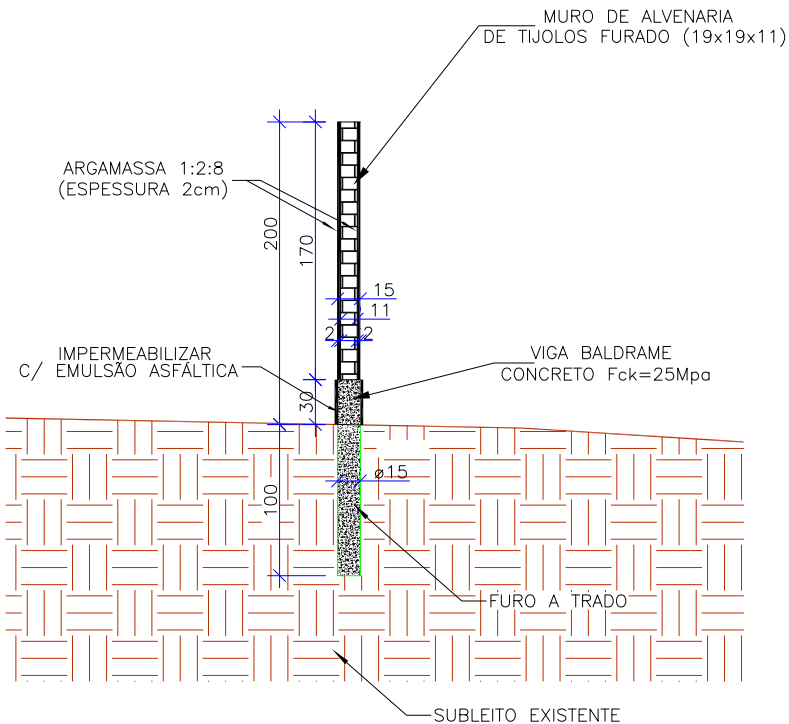 MURO DE ALVENARIA
DE TIJOLOS FURADO (19x19x11)
ARGAMASSA 1:2:8
(ESPESSURA 2cm)
200
170
15
11
2
2
IMPERMEABILIZAR
C/ EMULSÃO ASFÁLTICA
VIGA BALDRAME
CONCRETO Fck=25Mpa
30
ø15
100
FURO A TRADO
SUBLEITO EXISTENTE